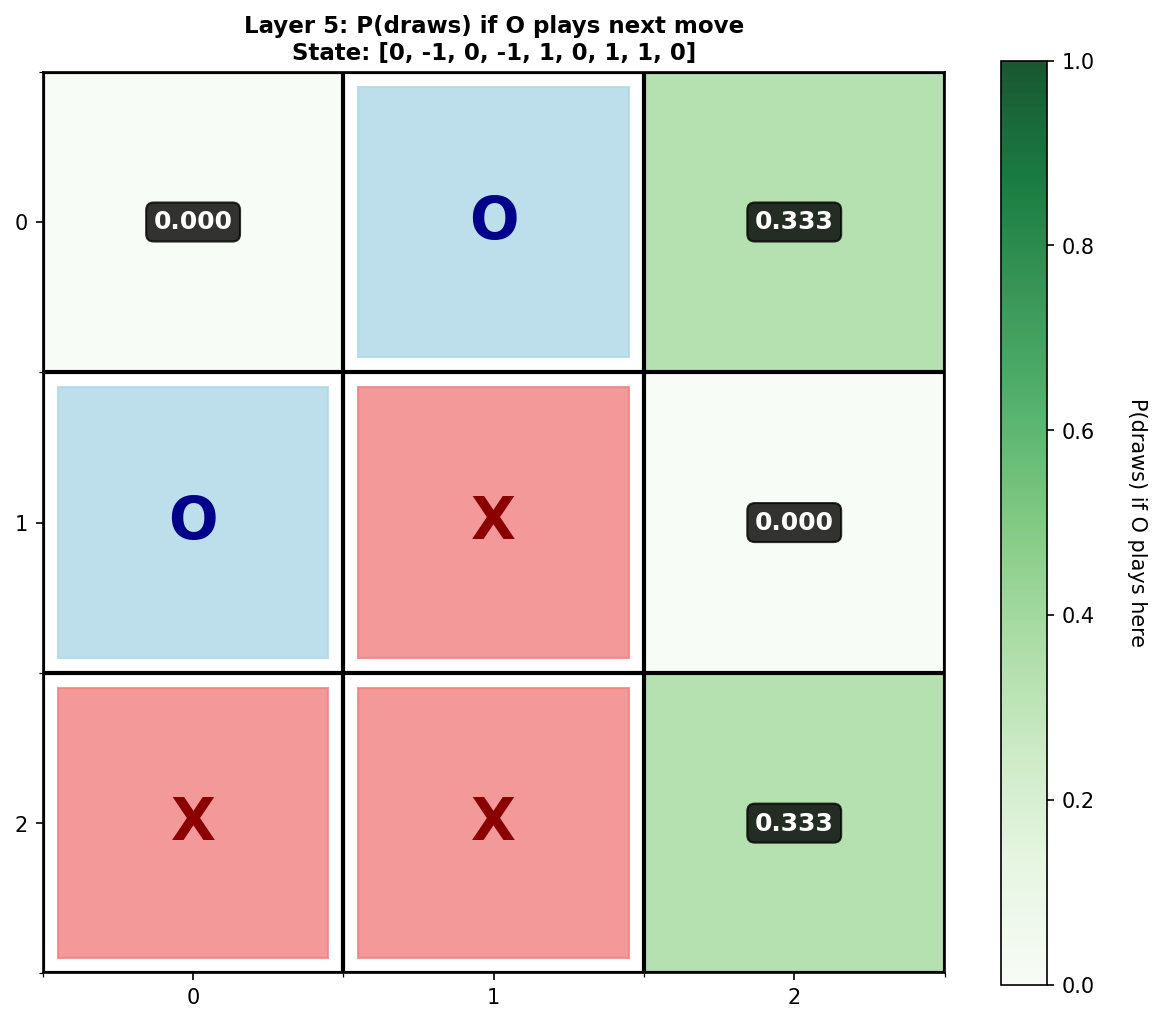 Layer 5: P(draws) if O plays next move
State: [0, -1, 0, -1, 1, 0, 1, 1, 0]
0
0.000
O
0.333
1
O
X
0.000
2
X
X
0.333
0
1
2
1.0
0.8
0.6
0.4
0.2
0.0
P(draws) if O plays here